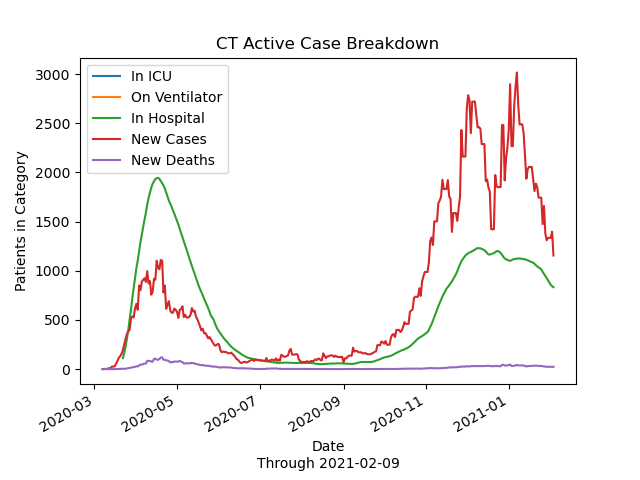 CT Active Case Breakdown
In ICU
On Ventilator
In Hospital
New Cases
New Deaths
Patients in Category
3000
2500
2000
1500
1000
500
0
2020-03
2020-05
2020-07
2020-09
2020-11
2021-01
Date
Through 2021-02-09